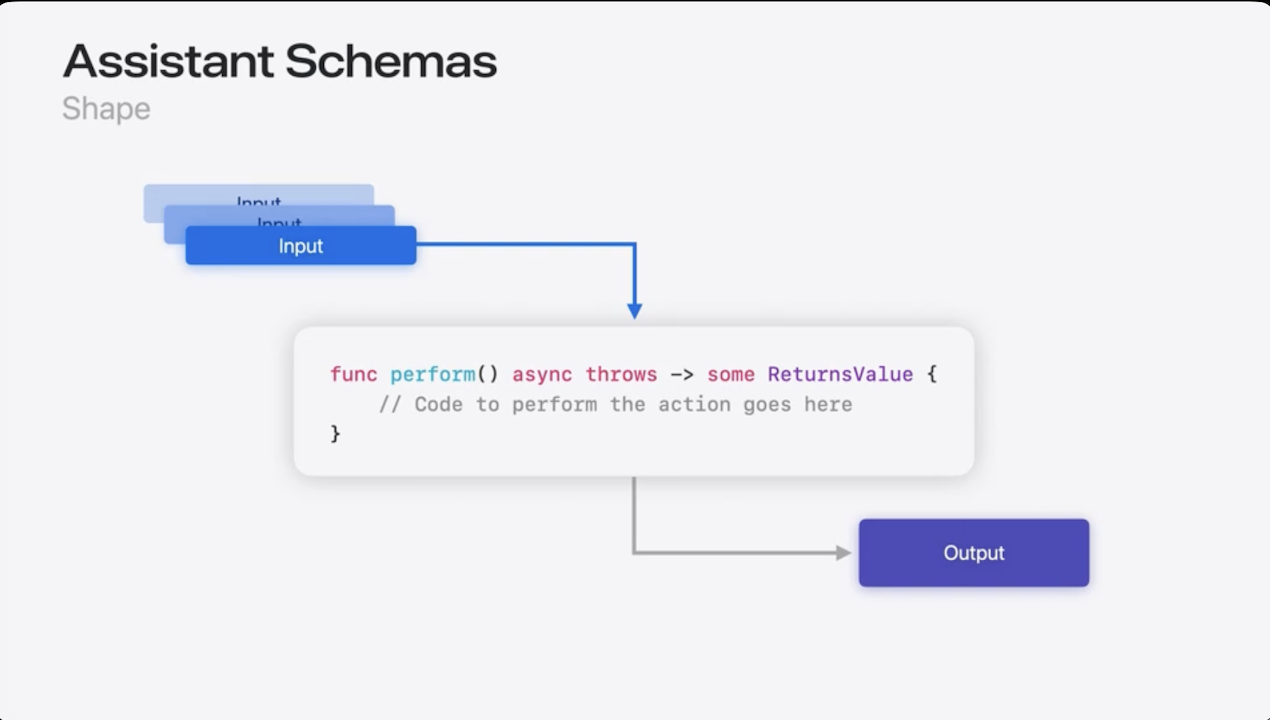 Assistant Schemas
Shape
Input
Input
Input
func perform() async throws -> some ReturnsValue {
    // Code to perform the action goes here
}
Output